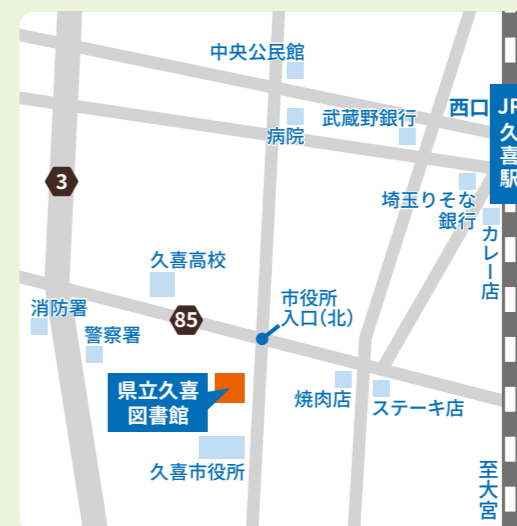 中央公民館
病院
武蔵野銀行
西口
JR
久
喜
駅
3
埼玉りそな
銀行
カレー店
久喜高校
市役所
入口(北)
消防署
85
警察署
県立久喜
図書館
焼肉店
ステーキ店
久喜市役所
至大宮